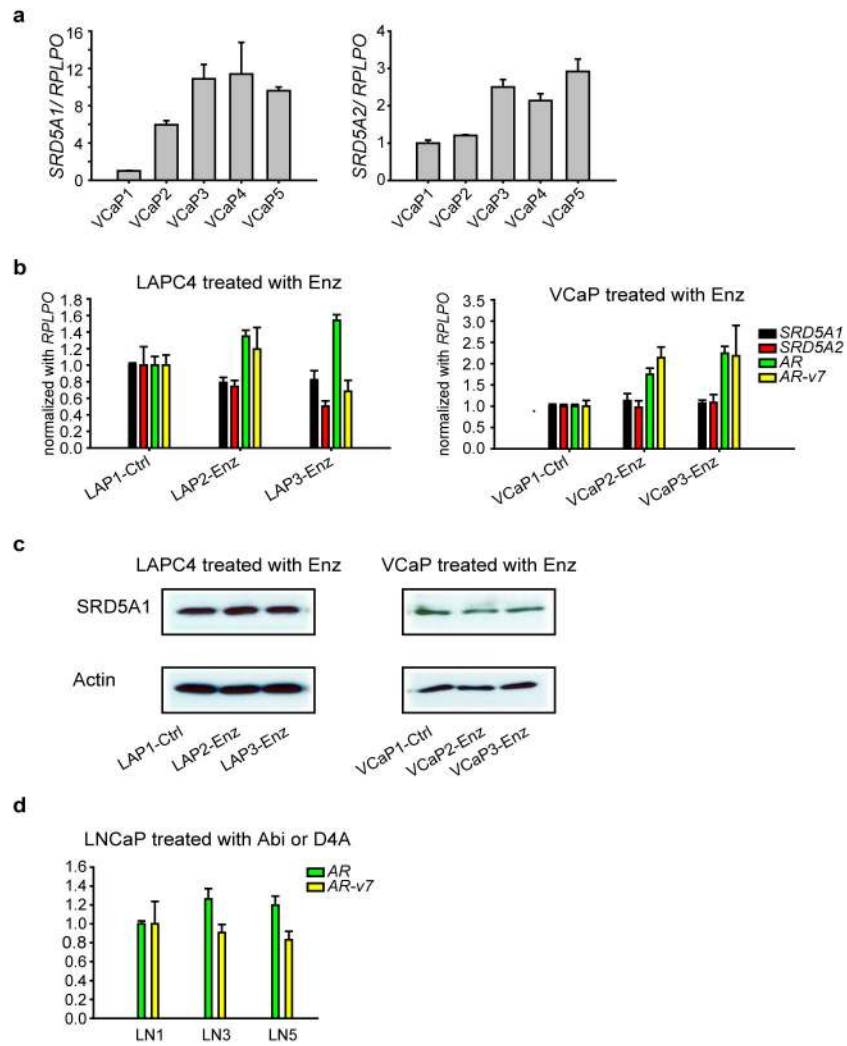 a
SRD5A1/ RPLPO
16
12
8
4
0
VCaP1
VCaP2
VCaP3
VCaP4
VCaP5
SRD5A2/ RPLPO
4
3
2
1
0
VCaP1
VCaP2
VCaP3
VCaP4
VCaP5
b
LAPC4 treated with Enz
normalized with RPLPO
1.8
1.6
1.4
1.2
1.0
0.8
0.6
0.4
0.2
0.0
LAP1-Ctrl
LAP2-Enz
LAP3-Enz
VCaP treated with Enz
normalized with RPLPO
3.5
3.0
2.5
2.0
1.5
1.0
0.5
0.0
VCaP1-Ctrl
VCaP2-Enz
VCaP3-Enz
SRD5A1
SRD5A2
AR
AR-v7
c
LAPC4 treated with Enz
VCaP treated with Enz
SRD5A1
Actin
LAP1-Ctrl
LAP2-Enz
LAP3-Enz
VCaP1-Ctrl
VCaP2-Enz
VCaP3-Enz
d
LNCaP treated with Abi or D4A
1.6
1.4
1.2
1.0
0.8
0.6
0.4
0.2
0.0
LN1
LN3
LN5
AR
AR-v7